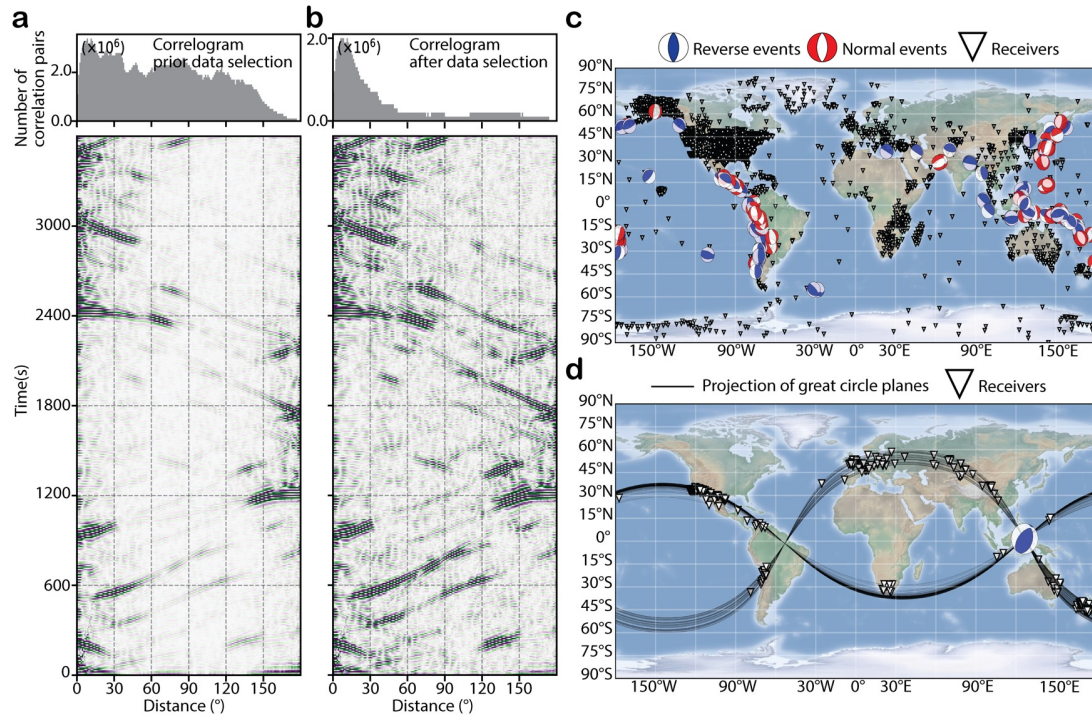 a
b
c
(×10⁶)
Correlogram
prior data selection
2.0
0.0
Number of
correlation pairs
2.0
(×10⁶)
Correlogram
after data selection
0.0
3000
2400
1800
1200
600
0
Time(s)
0 30 60 90 120 150
Distance (°)
0 30 60 90 120 150
Distance (°)
Reverse events
Normal events
Receivers
90°N
75°N
60°N
45°N
30°N
15°N
0°
15°S
30°S
45°S
60°S
75°S
90°S
150°W 90°W 30°W 0° 30°E 90°E 150°E
d
Projection of great circle planes
Receivers
90°N
75°N
60°N
45°N
30°N
15°N
0°
15°S
30°S
45°S
60°S
75°S
90°S
150°W 90°W 30°W 0° 30°E 90°E 150°E